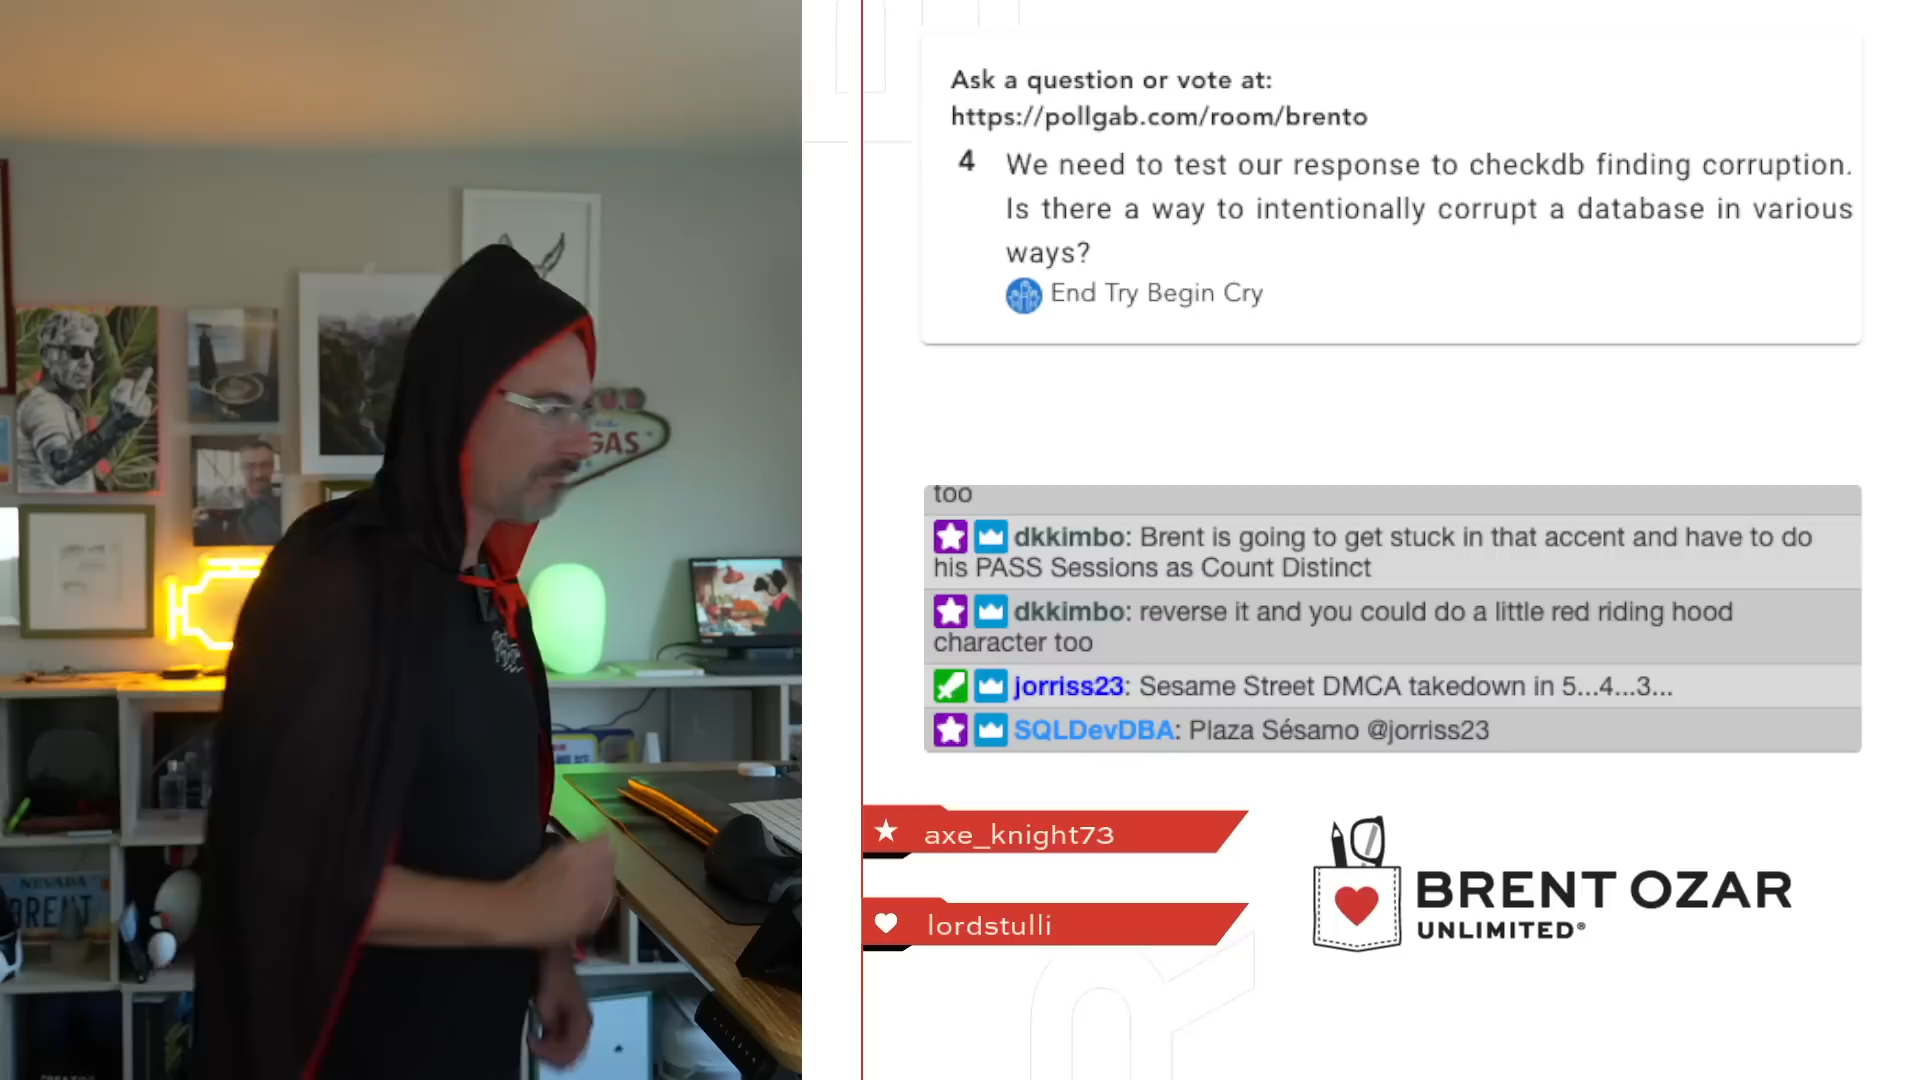 Ask a question or vote at:
https://pollgab.com/room/brento
4 We need to test our response to checkdb finding corruption.
Is there a way to intentionally corrupt a database in various
ways?
End Try Begin Cry
too
dkkimbo: Brent is going to get stuck in that accent and have to do
his PASS Sessions as Count Distinct
dkkimbo: reverse it and you could do a little red riding hood
character too
jorriss23: Sesame Street DMCA takedown in 5...4...3...
SQLDevDBA: Plaza Sésamo @jorriss23
axe_knight73
lordstulli
BRENT OZAR
UNLIMITED®
GAS
NEVADA
BRENT